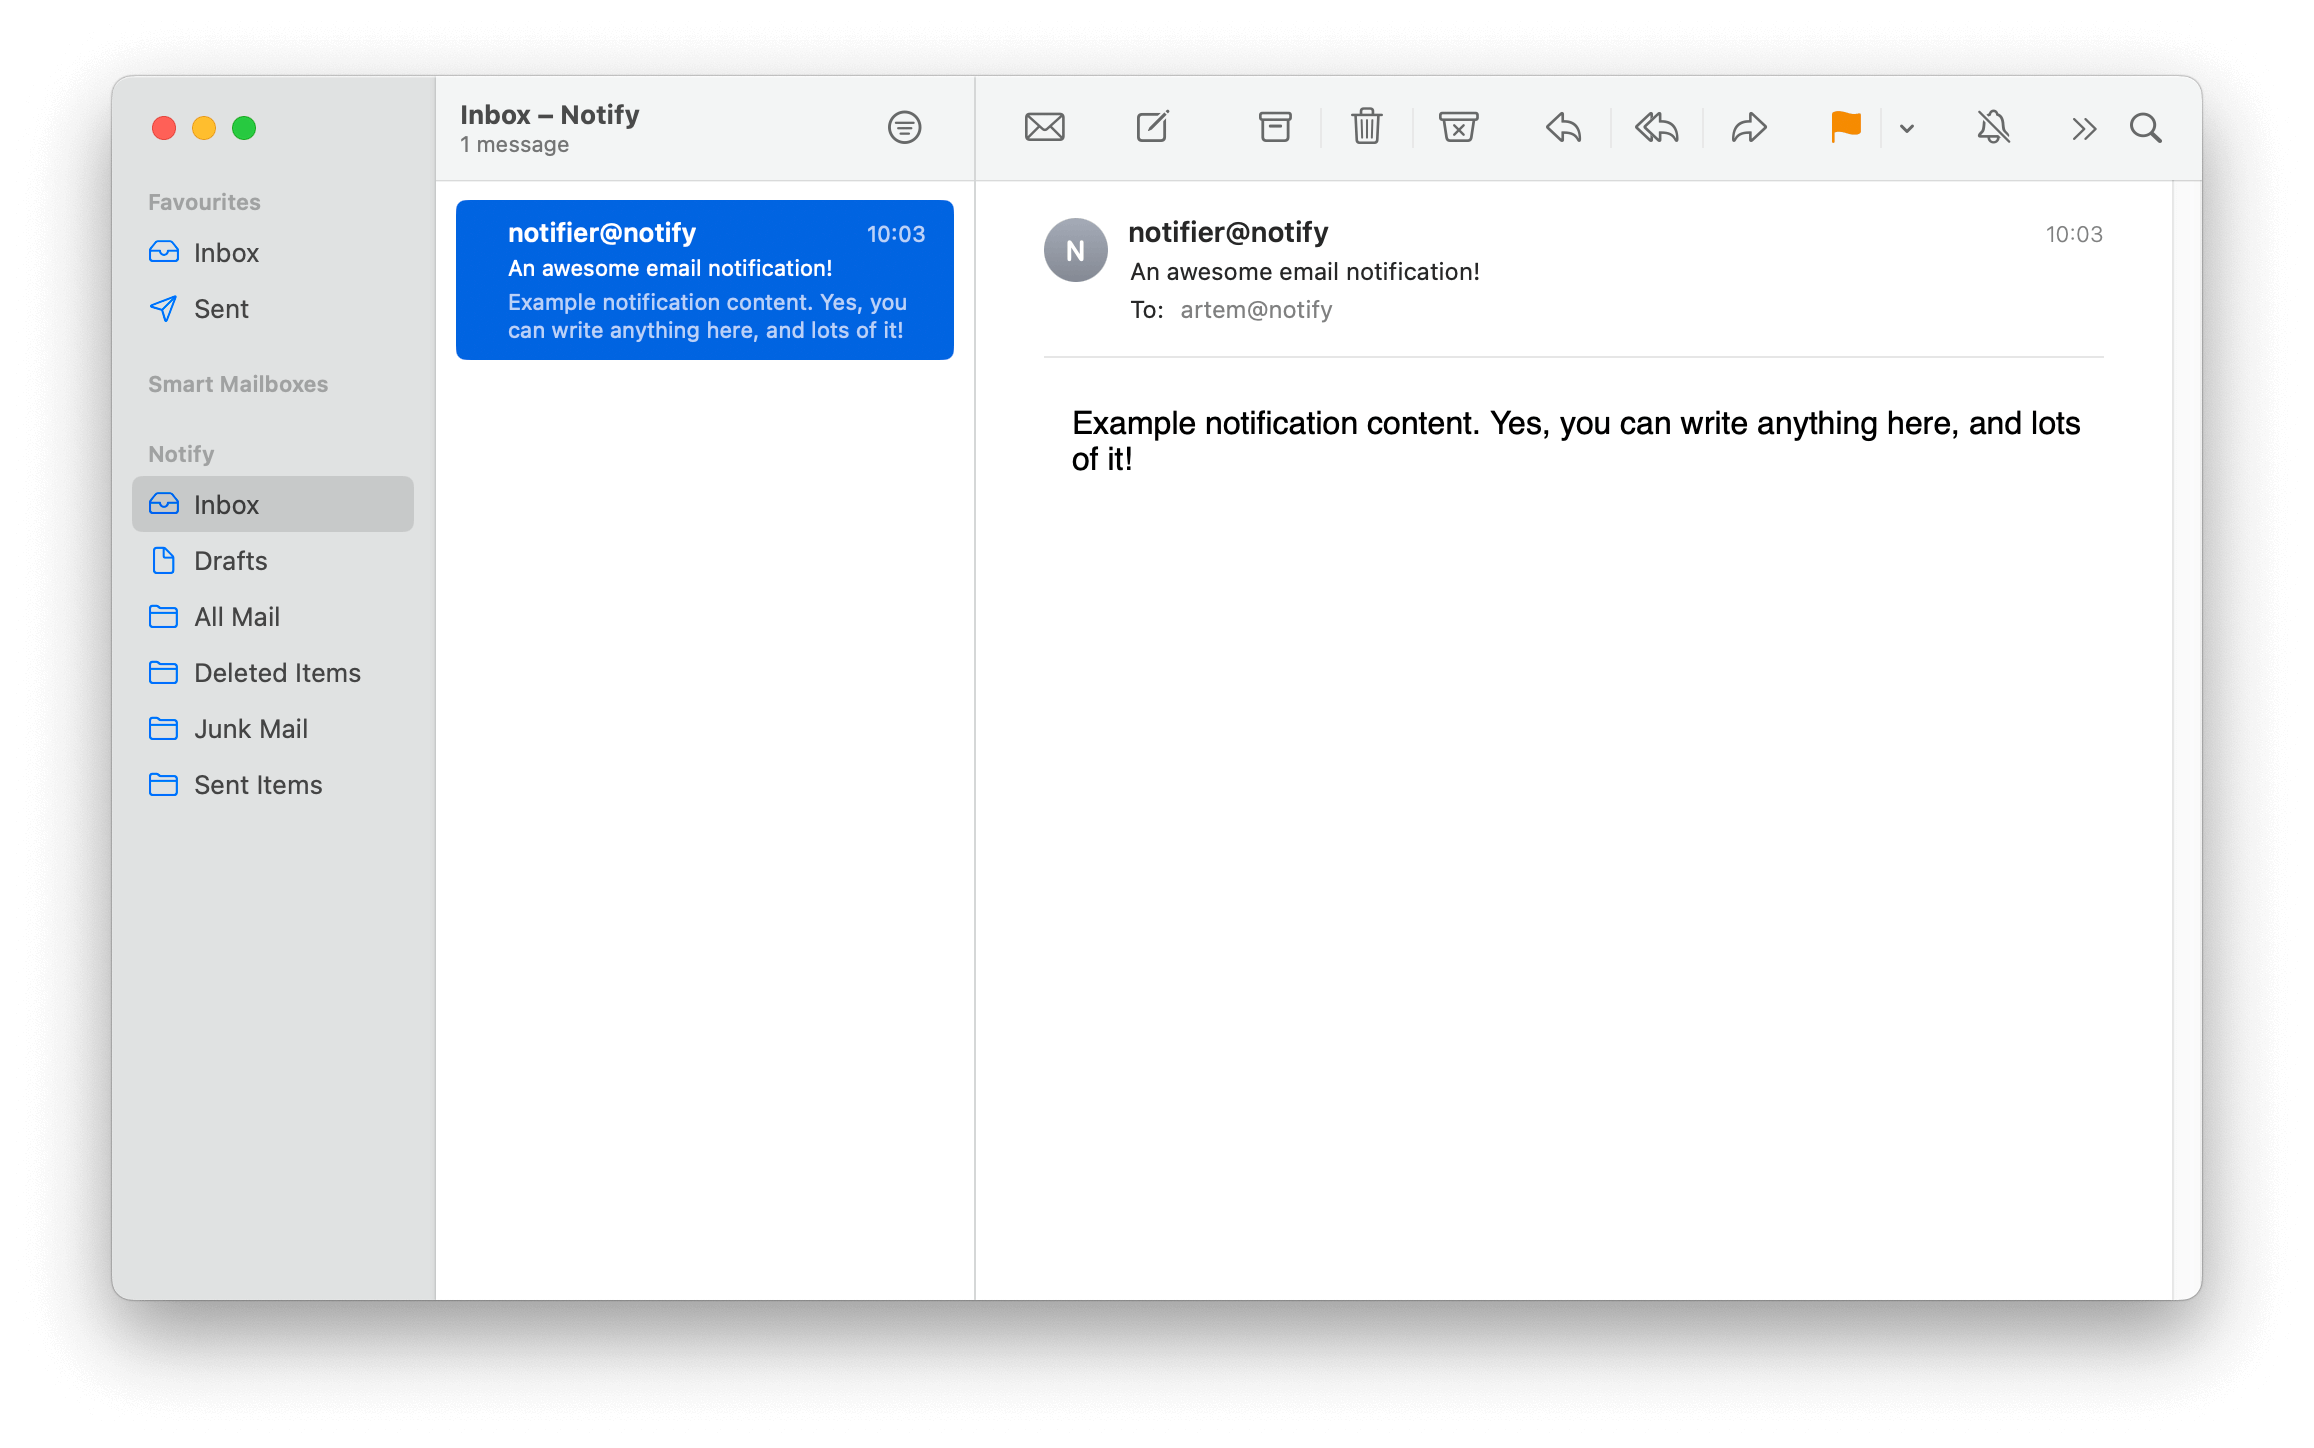 Favourites
Inbox
Sent
Smart Mailboxes
Notify
Inbox
Drafts
All Mail
Deleted Items
Junk Mail
Sent Items
Inbox – Notify
1 message
notifier@notify 10:03
An awesome email notification!
Example notification content. Yes, you
can write anything here, and lots of it!
N
notifier@notify 10:03
An awesome email notification!
To: artem@notify
Example notification content. Yes, you can write anything here, and lots
of it!